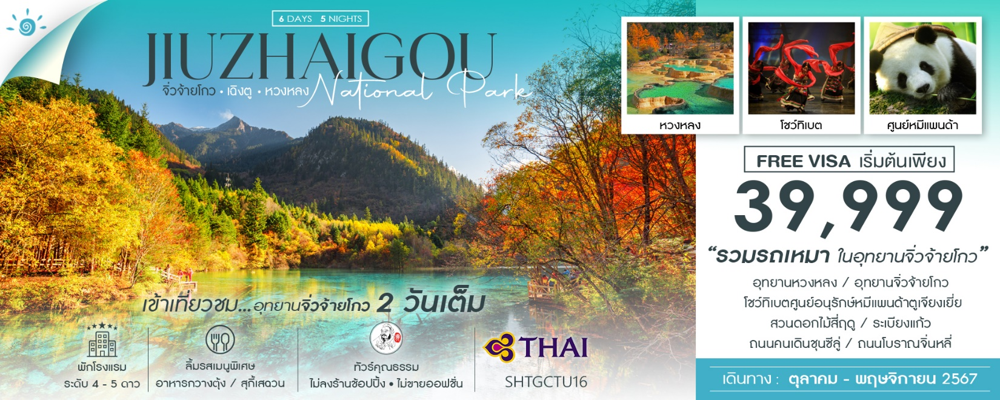 6 DAYS 5 NIGHTS
JIUZHAIGOU
National Park
จิ่วจ้ายโกว • เฉิงตู • หวงหลง
หวงหลง
โชว์ทิเบต
ศูนย์หมีแพนด้า
FREE VISA เริ่มต้นเพียง
39,999
“รวมรถเหมา ในอุทยานจิ่วจ้ายโกว”
อุทยานหวงหลง / อุทยานจิ่วจ้ายโกว
โชว์ทิเบตศูนย์อนุรักษ์หมีแพนด้าตูเจียงเยี่ย
สวนดอกไม้สี่ฤดู / ระเบียงแก้ว
ถนนคนเดินชุนซีลู่ / ถนนโบราณจิ่นหลี่
เดินทาง : ตุลาคม - พฤษจิกายน 2567
เข้าเที่ยวชม...อุทยานจิ่วจ้ายโกว 2 วันเต็ม
พักโรงแรม
ระดับ 4 - 5 ดาว
ลิ้มรสเมนูพิเศษ
อาหารกวางตุ้ง / สุกี้เสฉวน
ทัวร์คุณธรรม
ไม่ลงร้านช้อปปิ้ง • ไม่ขายออฟชั่น
THAI
SHTGCTU16